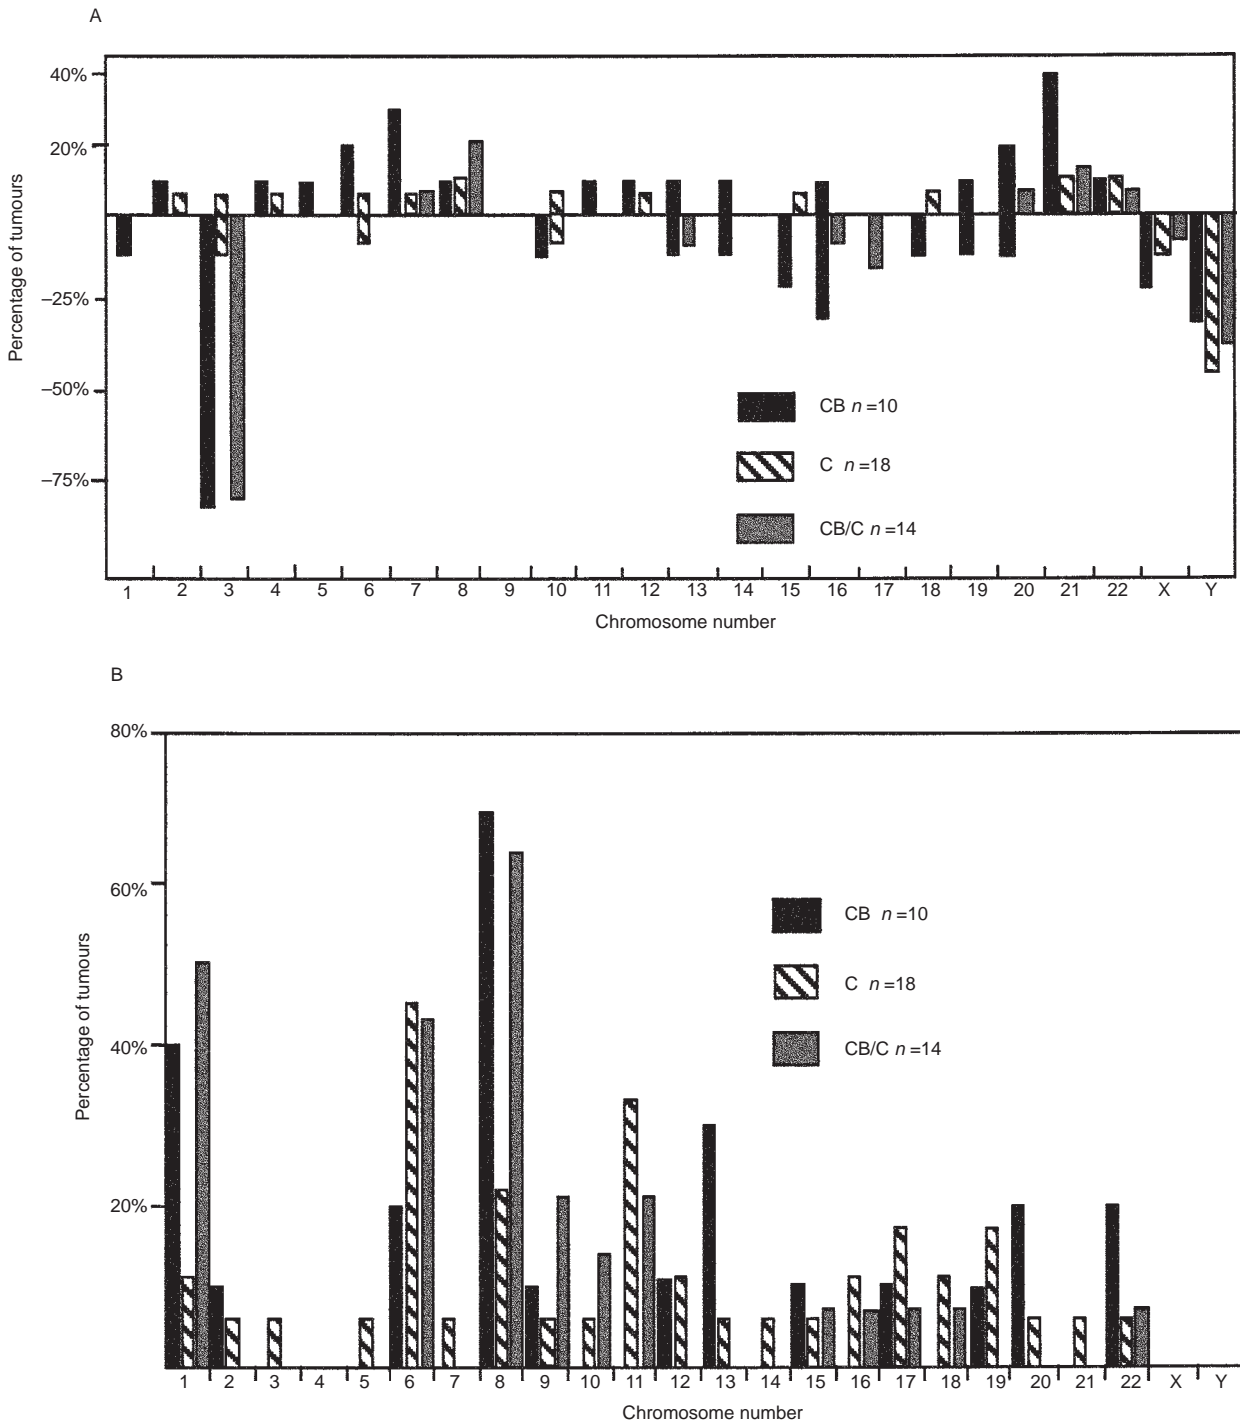 A
40%
20%
–25%
–50%
–75%
Percentage of tumours
CB n=10
C n=18
CB/C n=14
1 2 3 4 5 6 7 8 9 10 11 12 13 14 15 16 17 18 19 20 21 22 X Y
Chromosome number
B
80%
60%
40%
20%
Percentage of tumours
CB n=10
C n=18
CB/C n=14
1 2 3 4 5 6 7 8 9 10 11 12 13 14 15 16 17 18 19 20 21 22 X Y
Chromosome number